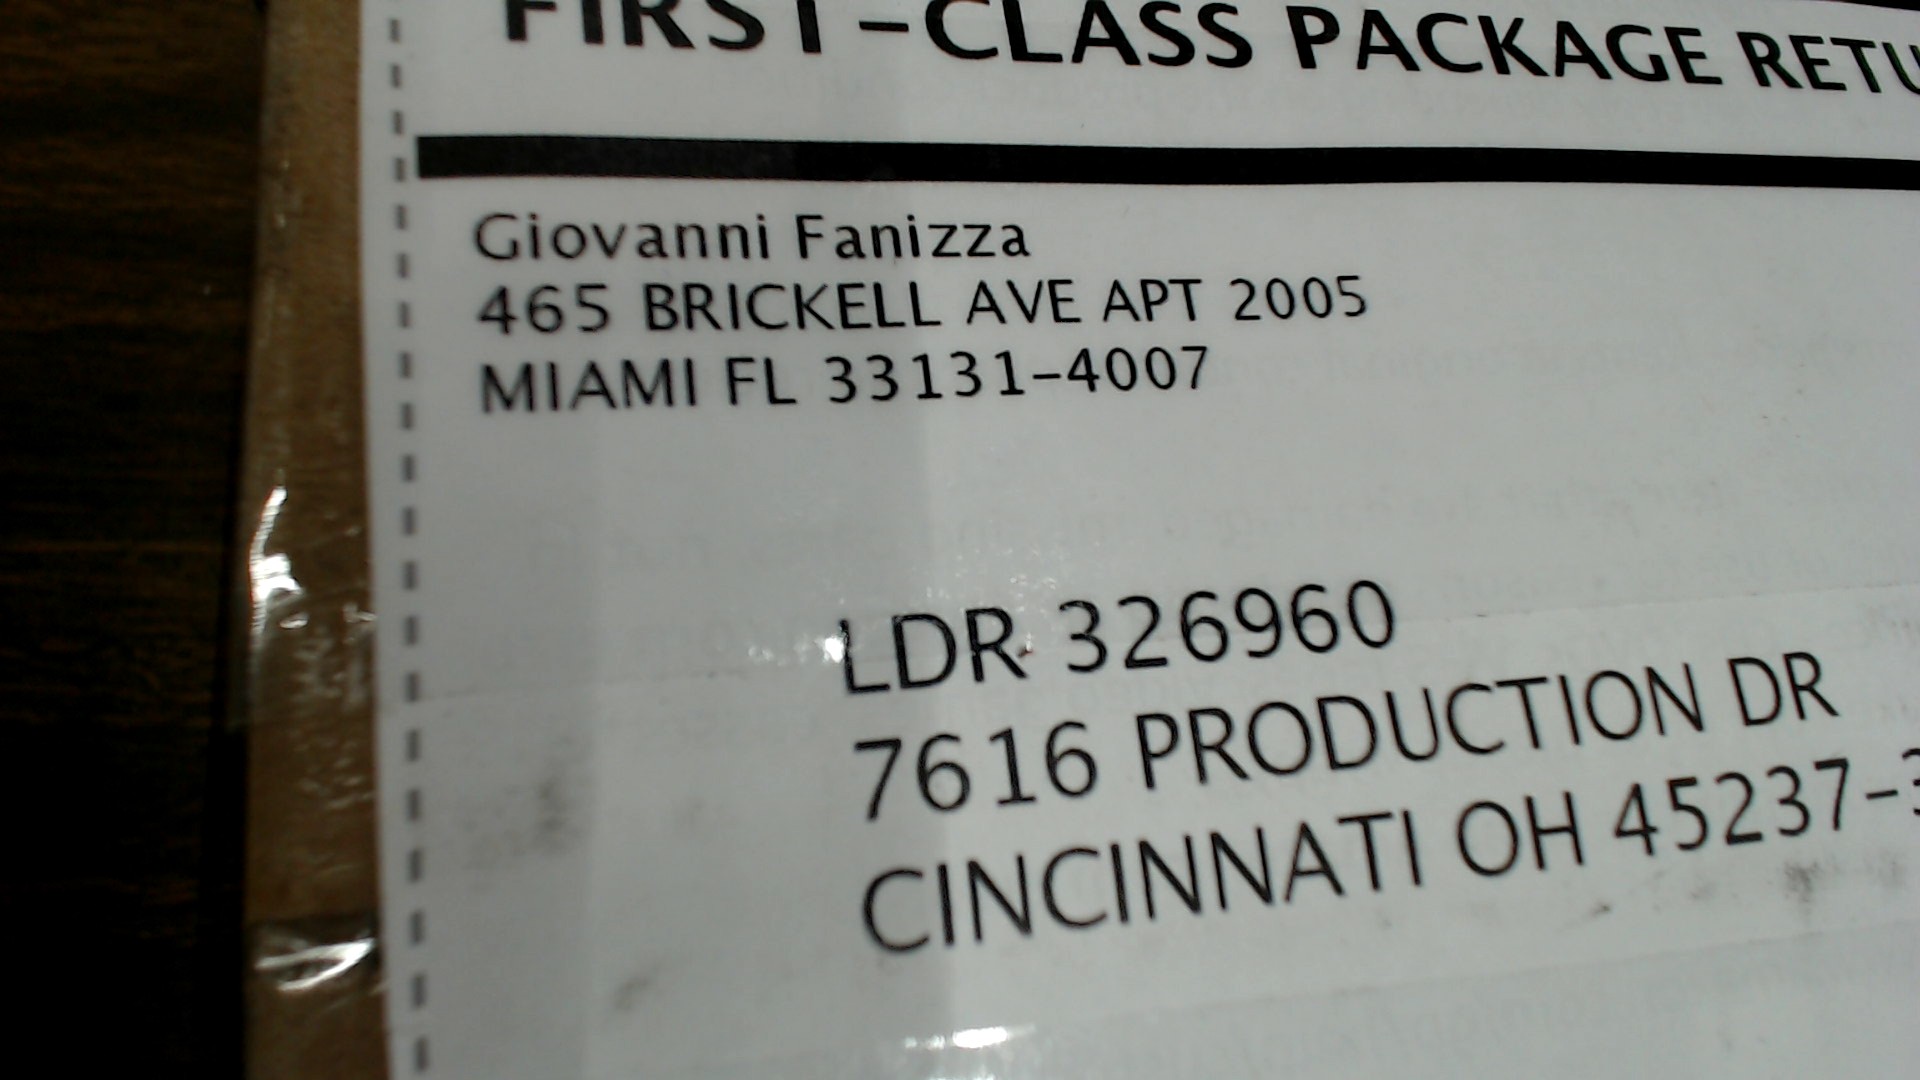 FIRST-CLASS PACKAGE
Giovanni Fanizza
465 BRICKELL AVE APT 2005
MIAMI FL 33131-4007
LDR 326960
7616 PRODUCTION DR
CINCINNATI OH 45237-